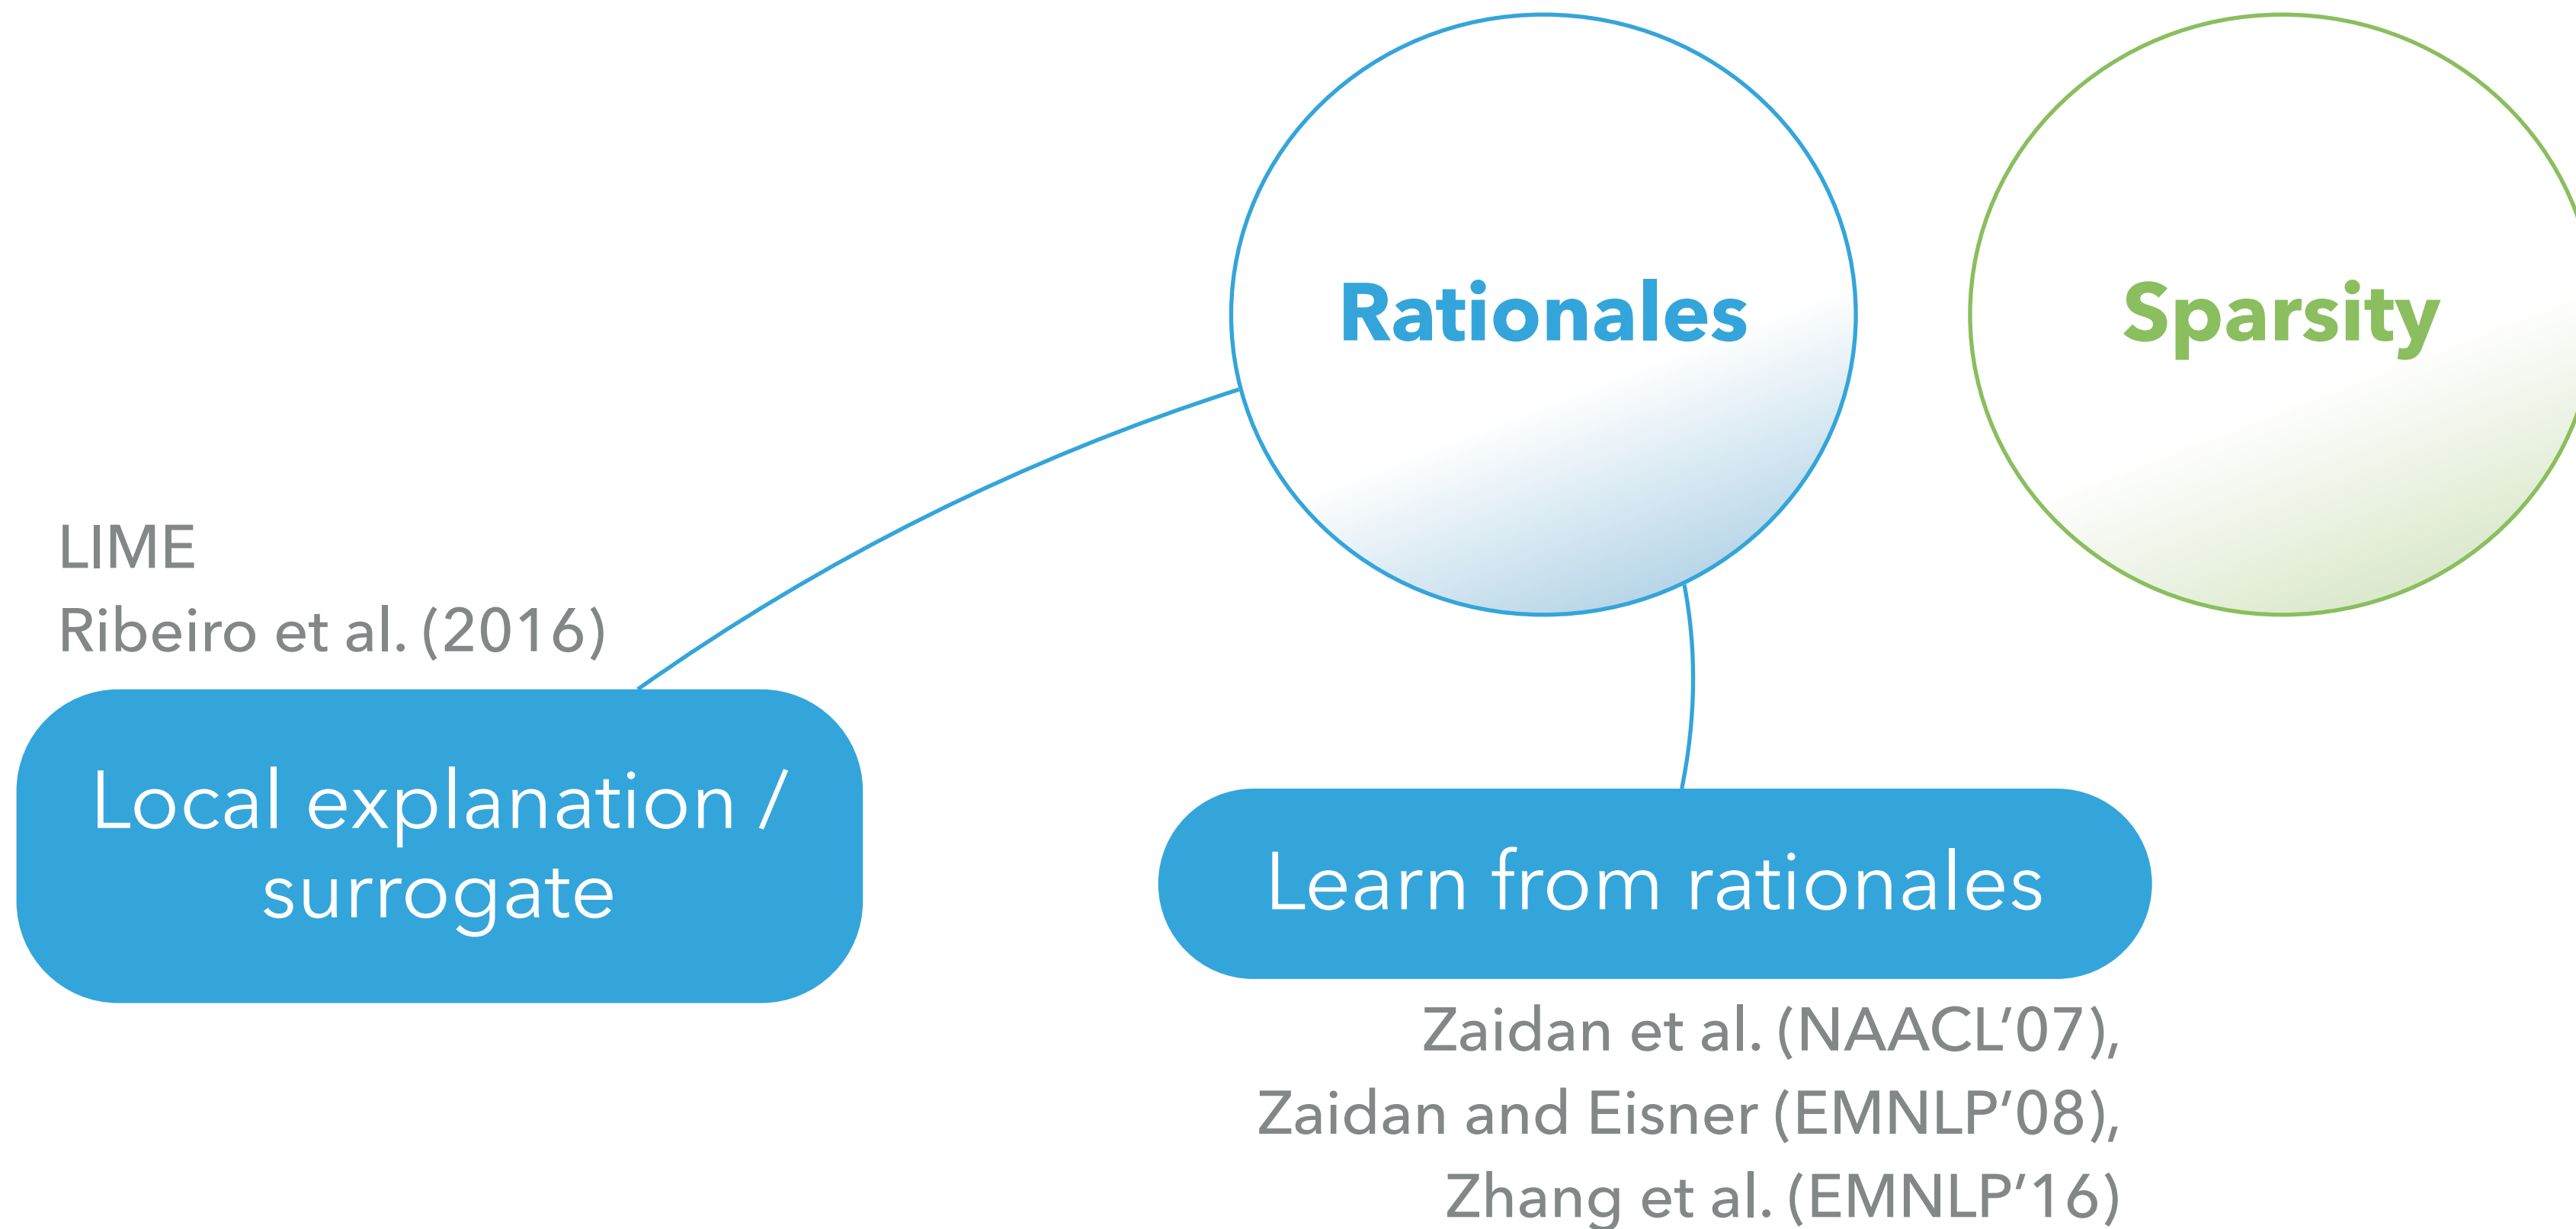 Rationales
Sparsity
LIME
Ribeiro et al. (2016)
Local explanation /
surrogate
Learn from rationales
Zaidan et al. (NAACL’07),
Zaidan and Eisner (EMNLP’08),
Zhang et al. (EMNLP’16)